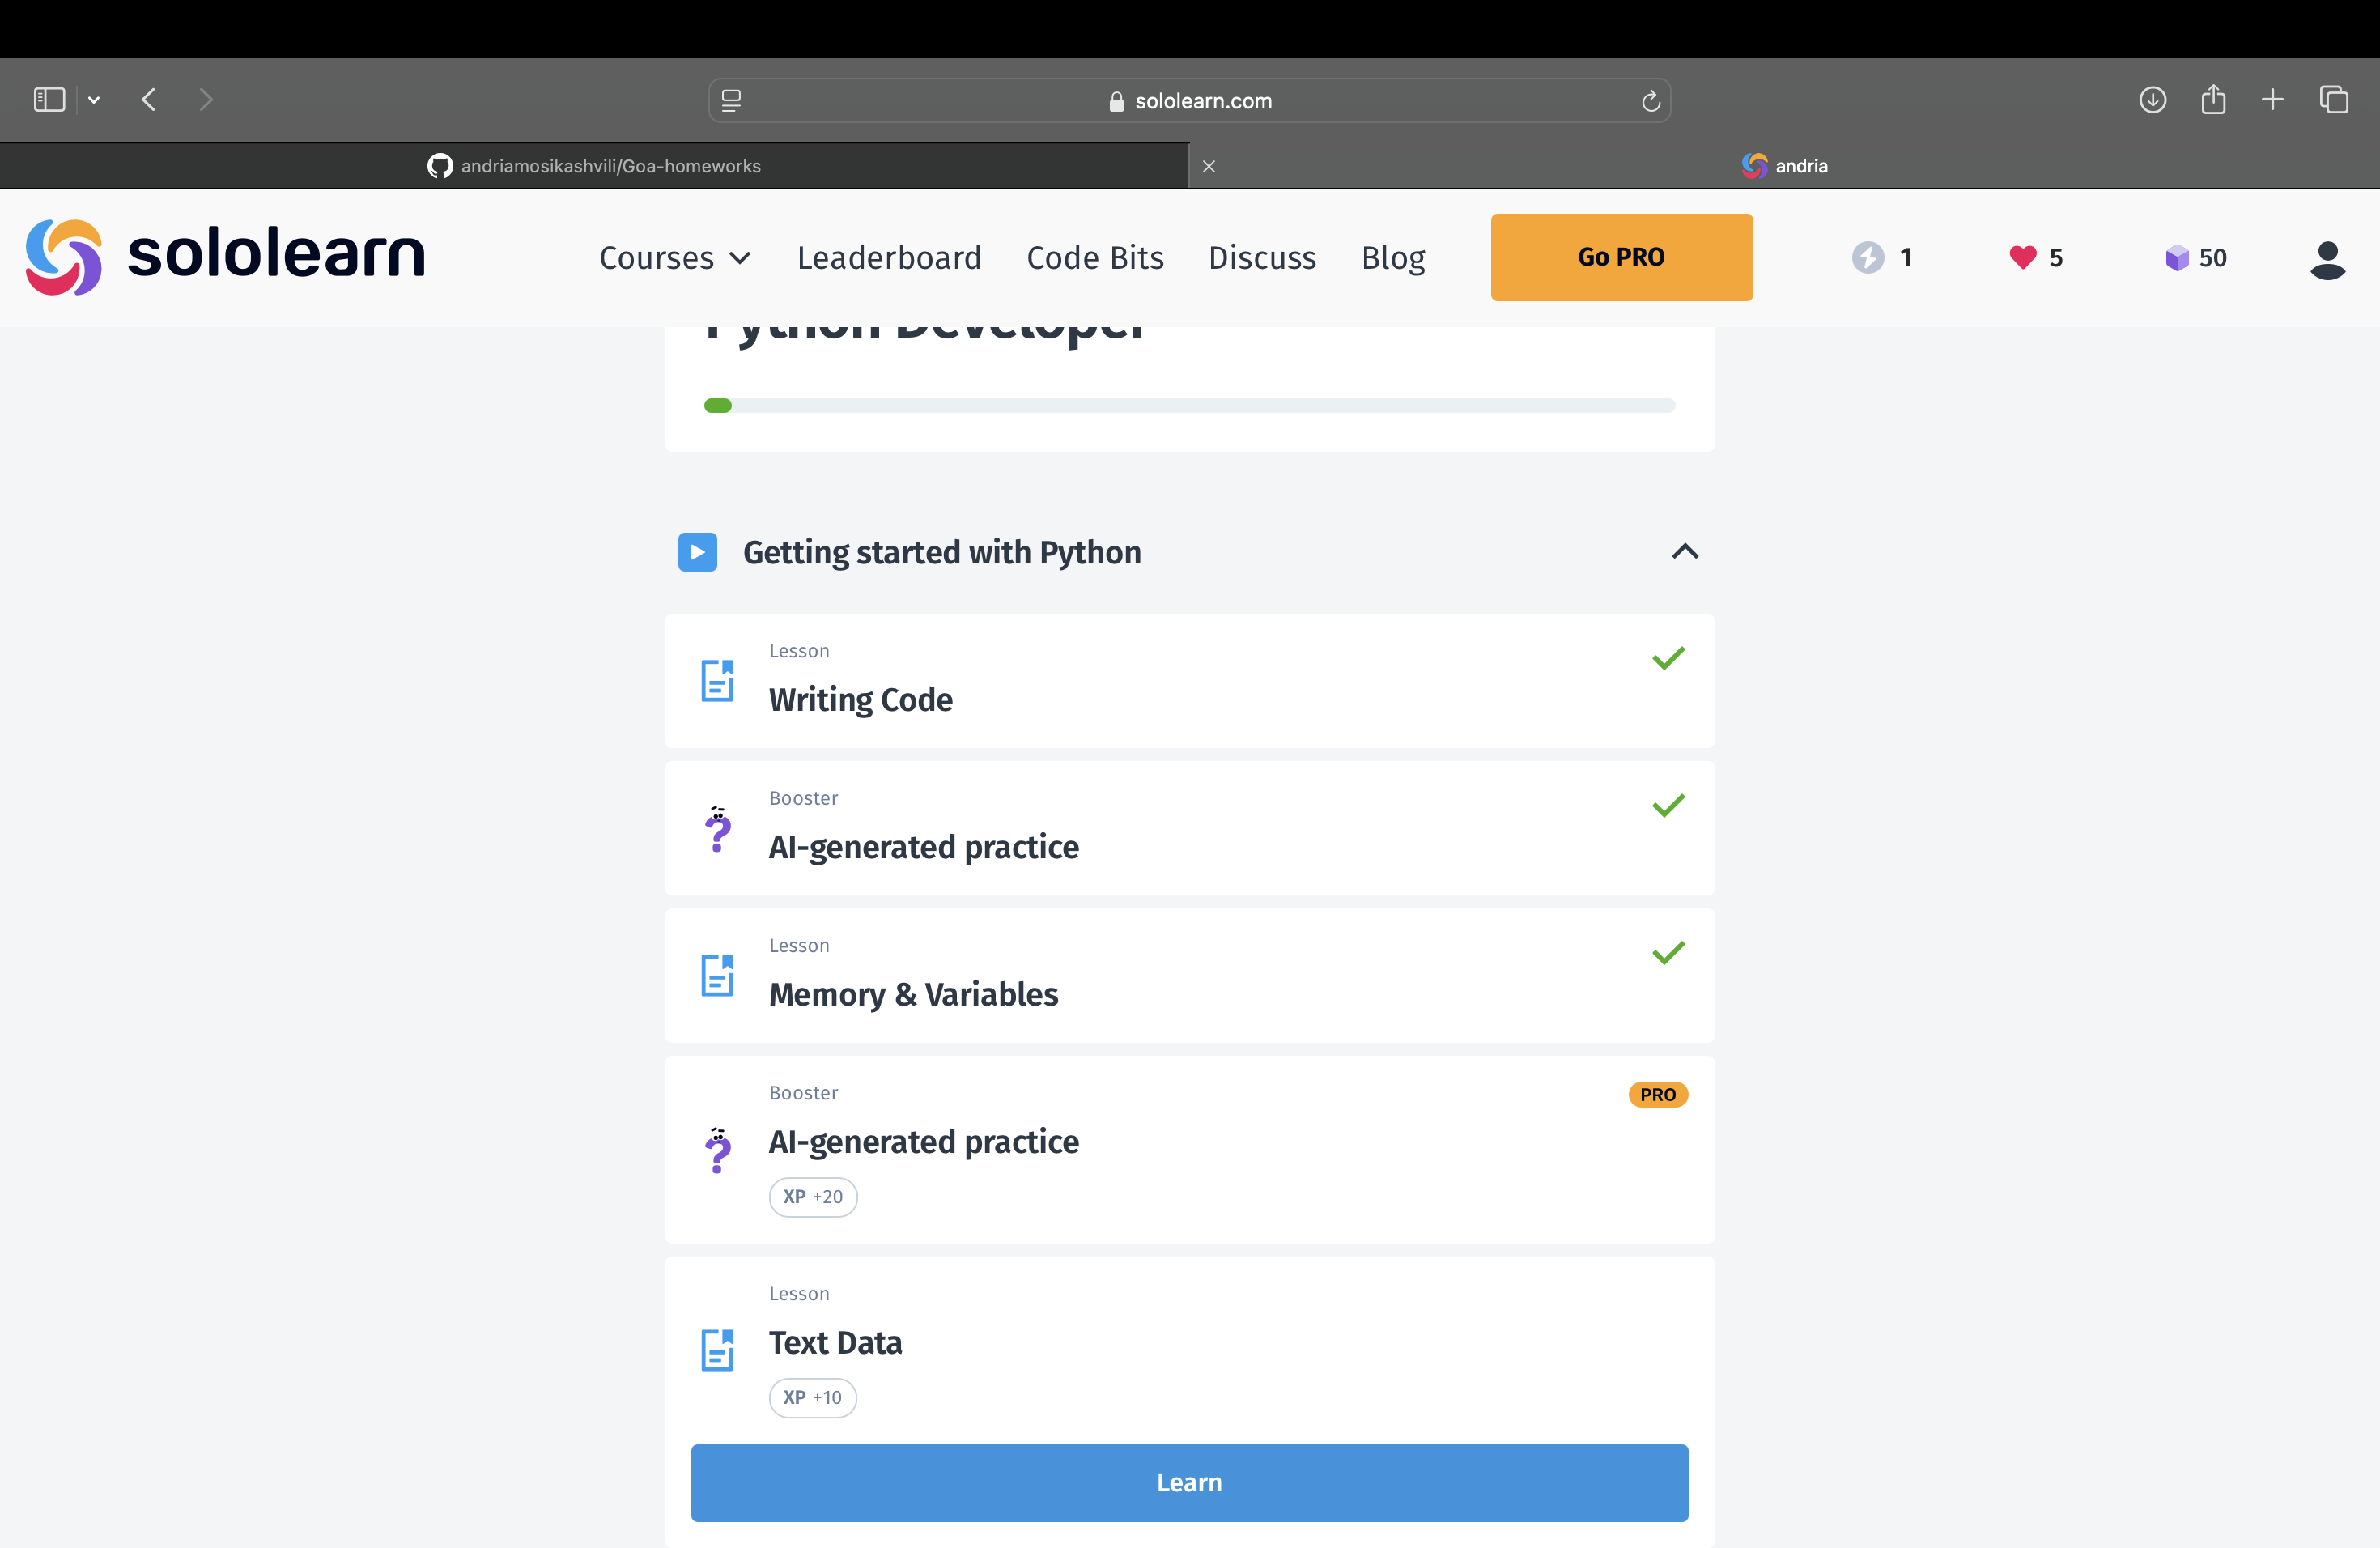 sololearn.com
andriamosikashvili/Goa-homeworks
andria
sololearn
Courses
Leaderboard
Code Bits
Discuss
Blog
Go PRO
1
5
50
Python Developer
Getting started with Python
Lesson
Writing Code
Booster
AI-generated practice
Lesson
Memory & Variables
Booster
PRO
AI-generated practice
XP +20
Lesson
Text Data
XP +10
Learn